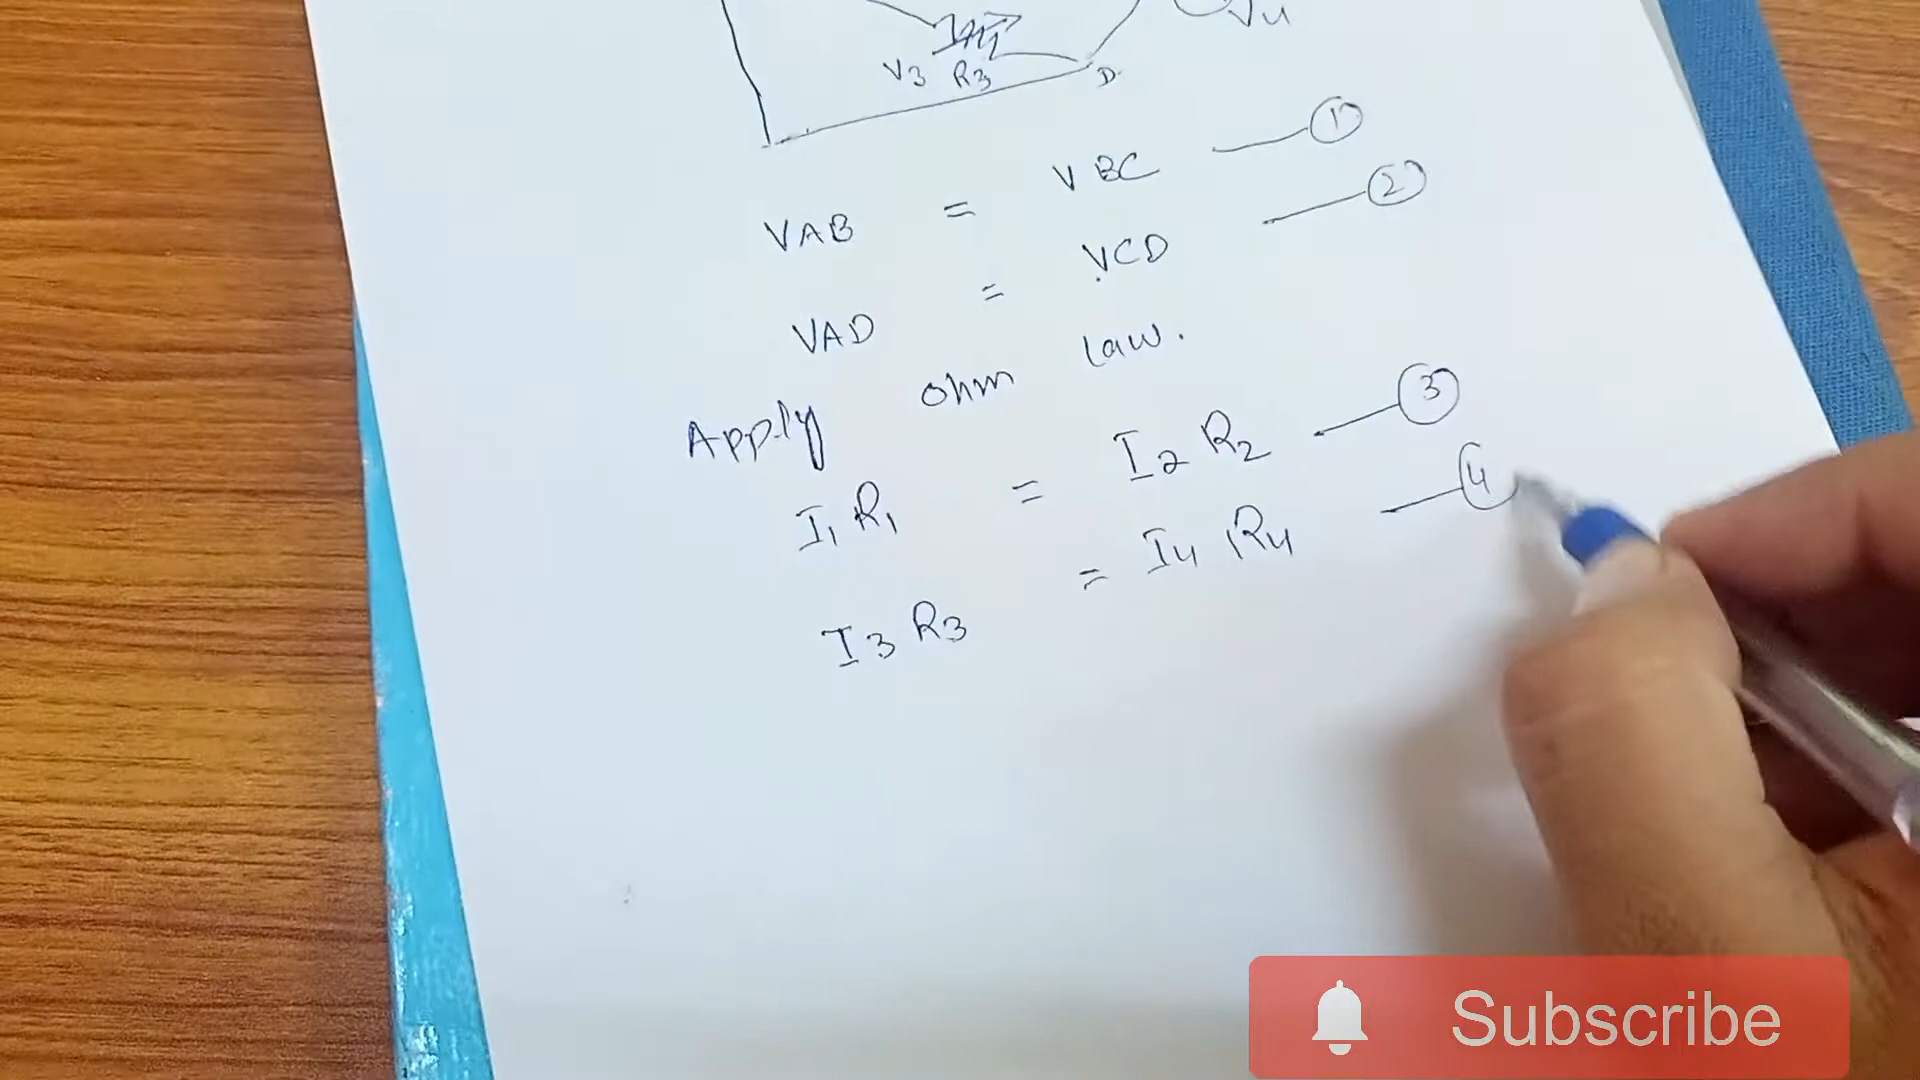 V4
V3 R3 D
VAB = VBC 1
VAD = VCD 2
Apply ohm law.
I1 R1 = I2 R2 3
I3 R3 = I4 R4 4
Subscribe